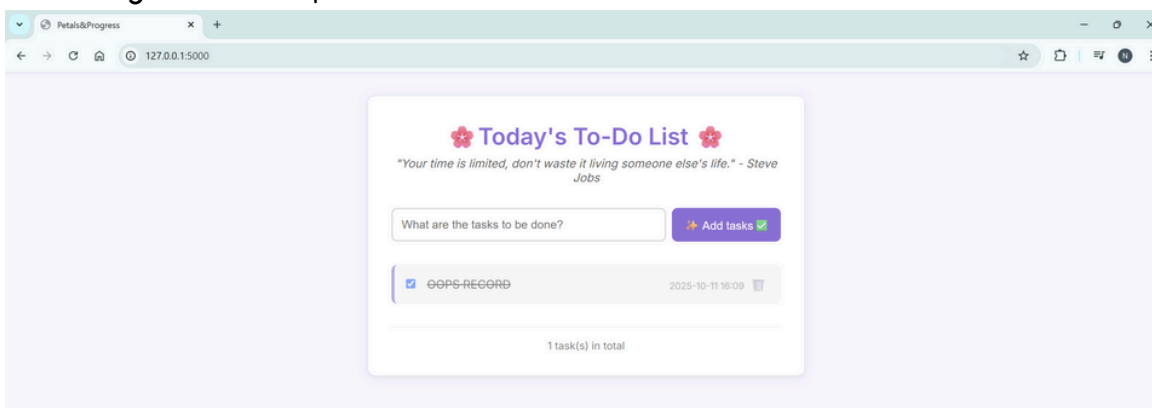 Petals&Progress
127.0.0.1:5000
N
🌸 Today's To-Do List 🌸
"Your time is limited, don't waste it living someone else's life." - Steve
Jobs
What are the tasks to be done?
✨ Add tasks ✅
OOPS RECORD
2025-10-11 16:09
1 task(s) in total